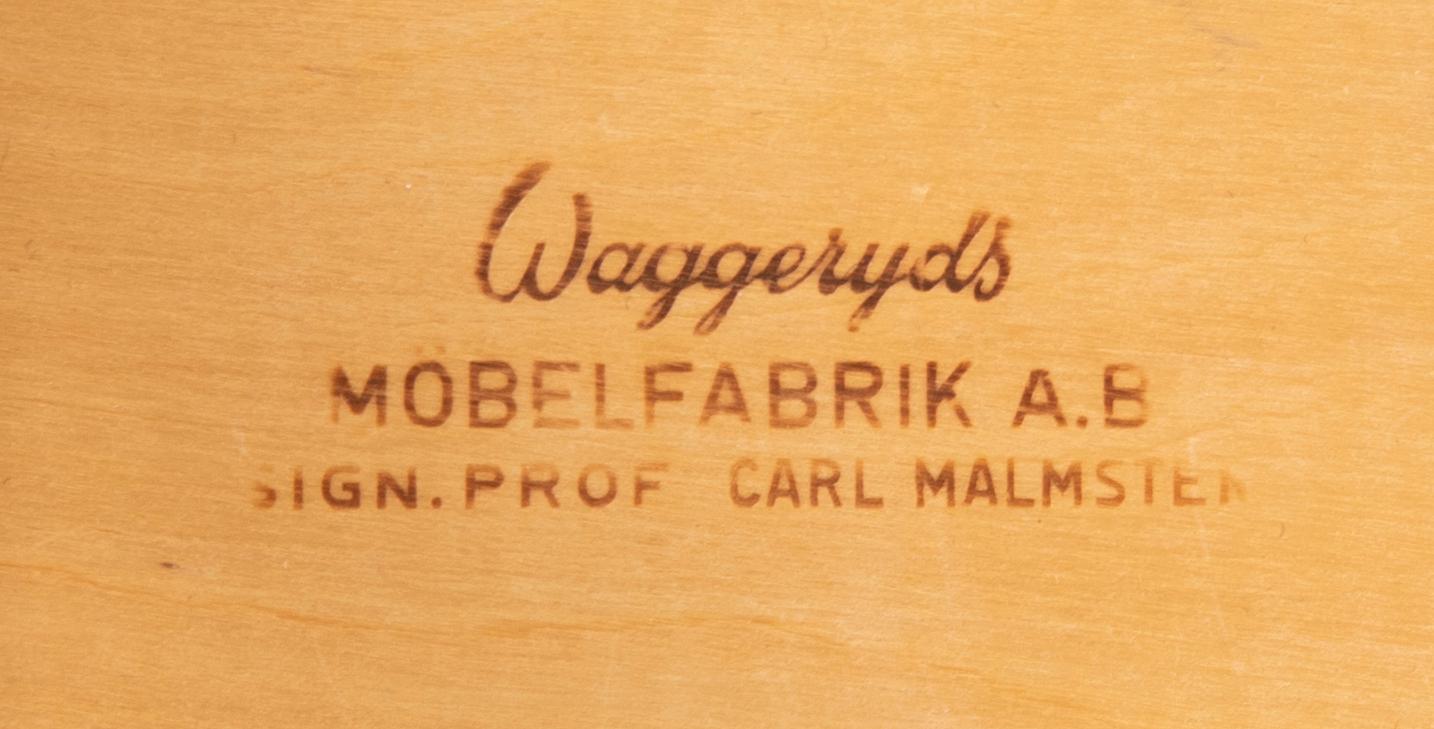 Waggeryds
MÖBELFABRIK A.B
SIGN. PROF CARL MALMSTEN